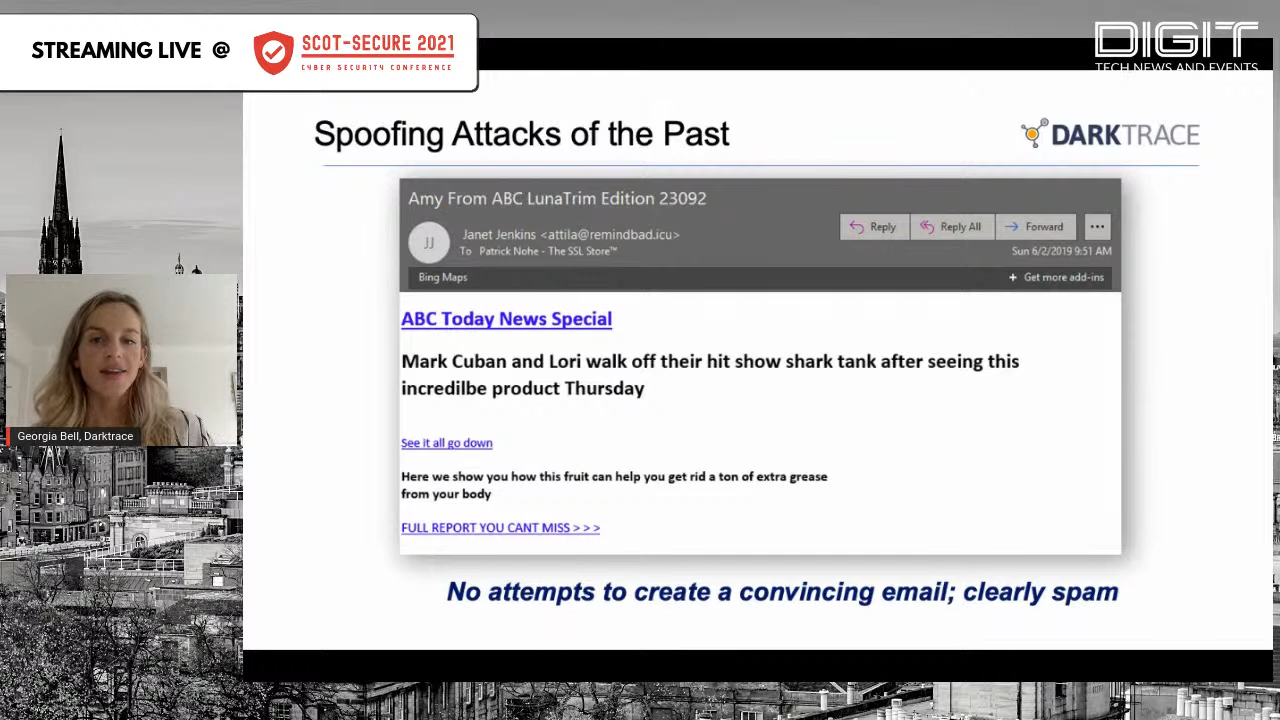 STREAMING LIVE @
SCOT-SECURE 2021
CYBER SECURITY CONFERENCE
DIGIT
TECH NEWS AND EVENTS
Spoofing Attacks of the Past
DARKTRACE
Amy From ABC LunaTrim Edition 23092
JJ
Janet Jenkins <attila@remindbad.icu>
To Patrick Nohe - The SSL Store™
Reply
Reply All
Forward
Sun 6/2/2019 9:51 AM
Bing Maps
+ Get more add-ins
ABC Today News Special
Mark Cuban and Lori walk off their hit show shark tank after seeing this
incredilbe product Thursday
See it all go down
Here we show you how this fruit can help you get rid a ton of extra grease
from your body
FULL REPORT YOU CANT MISS > > >
No attempts to create a convincing email; clearly spam
Georgia Bell, Darktrace